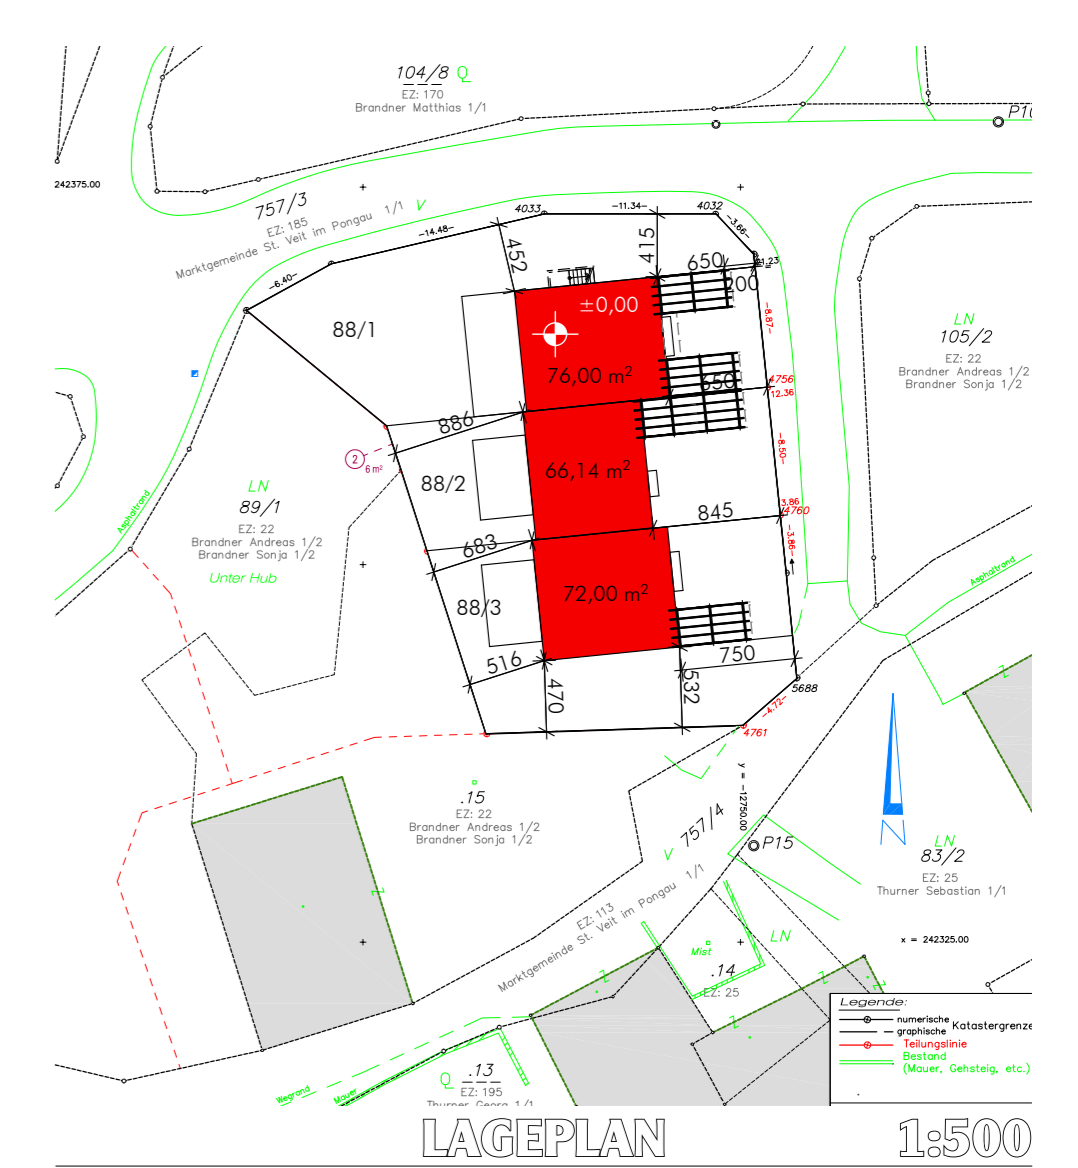 104/8 Q
EZ: 170
Brandner Matthias 1/1
P1
242375.00
757/3
EZ: 185
Marktgemeinde St. Veit im Pongau 1/1 V
4033
-11.34-
4032
-3.66-
-14.48-
-6.40-
452
415
650
200
21.23
±0,00
88/1
-8.87-
76,00 m²
650
4756
12.36
LN
105/2
EZ: 22
Brandner Andreas 1/2
Brandner Sonja 1/2
886
2
6 m²
88/2
66,14 m²
-8.50-
845
3.86
4760
-3.86-
LN
89/1
EZ: 22
Brandner Andreas 1/2
Brandner Sonja 1/2
Unter Hub
Asphaltrand
683
88/3
72,00 m²
Asphaltrand
516
470
532
750
5688
-4.72-
4761
Z
.15
EZ: 22
Brandner Andreas 1/2
Brandner Sonja 1/2
y = -12750.00
V 757/4
EZ: 113
Marktgemeinde St. Veit im Pongau 1/1
P15
N
LN
83/2
EZ: 25
Thurner Sebastian 1/1
x = 242325.00
Z
Mist
LN
.14
EZ: 25
Z
Z
Z
Z
Z
Q .13
EZ: 195
Thurner Georg 1/1
Wegrand
Mauer
Legende:
numerische
graphische Katastergrenze
Teilungslinie
Bestand
(Mauer, Gehsteig, etc.)
LAGEPLAN 1:500